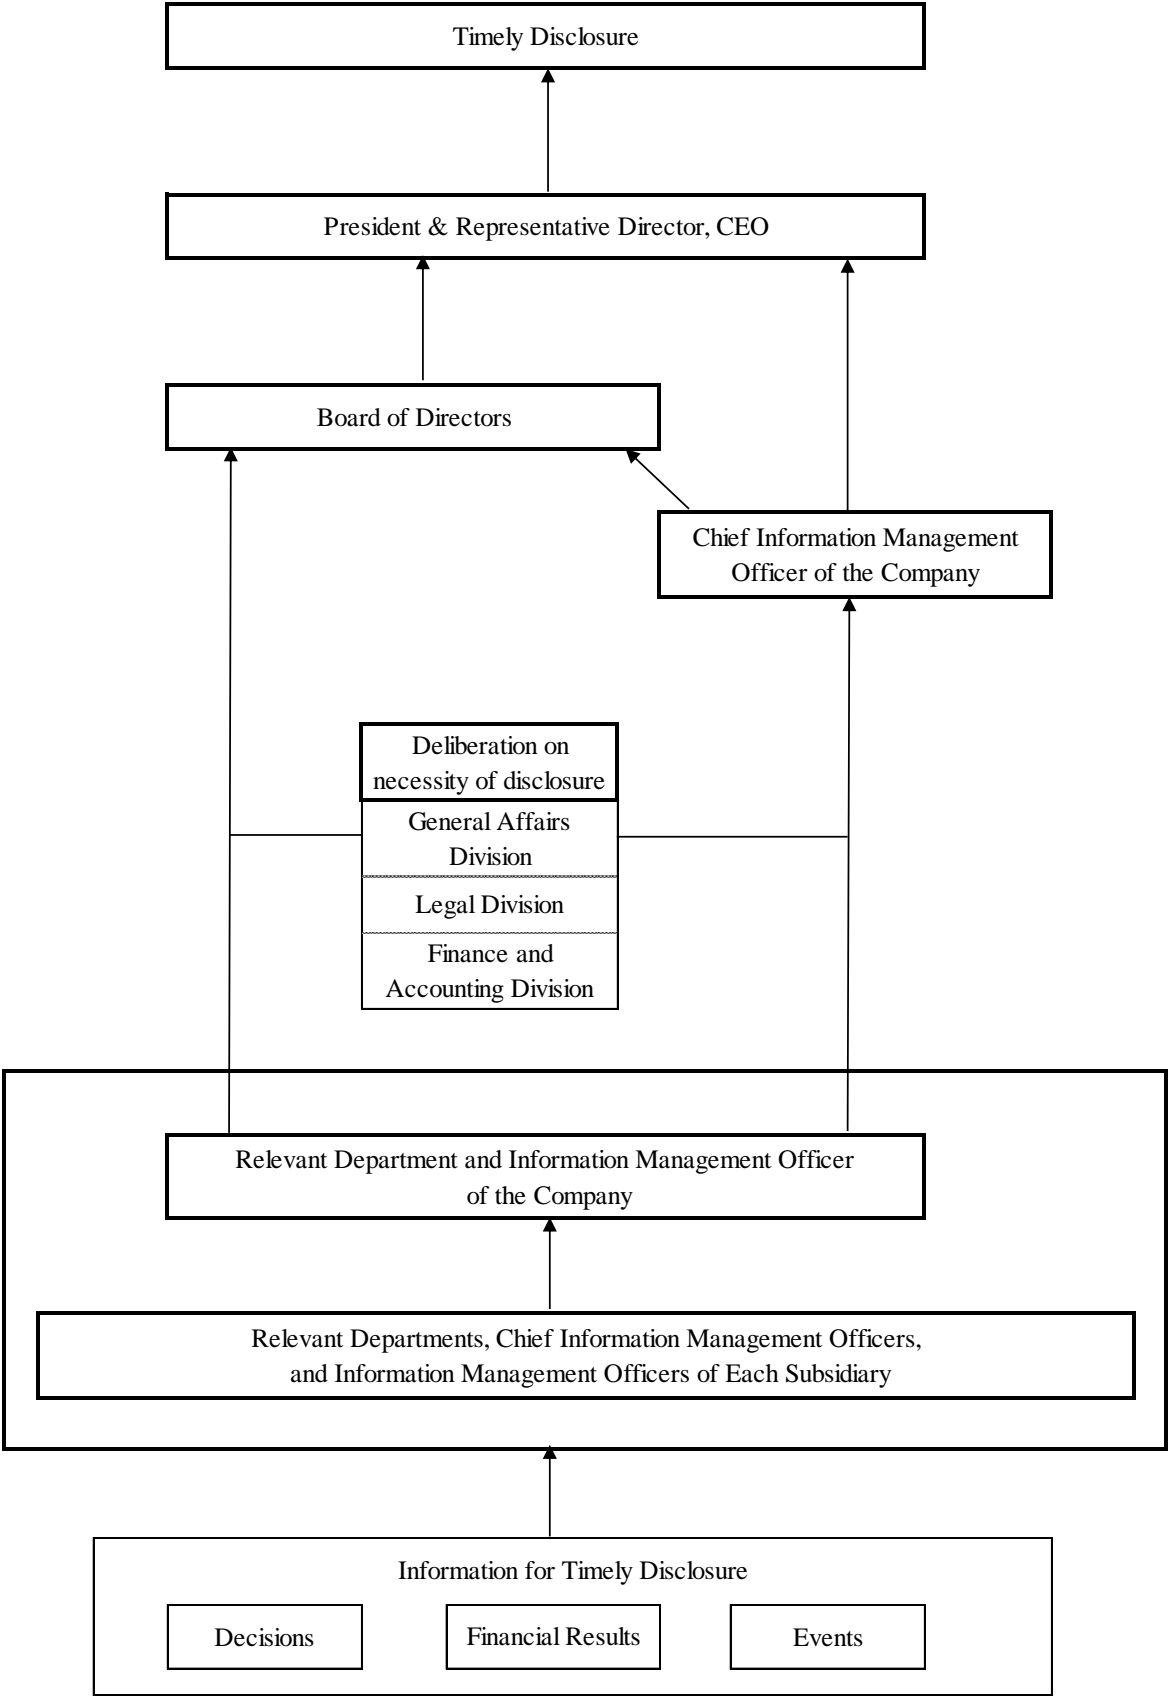 Timely Disclosure
President & Representative Director, CEO
Board of Directors
Chief Information Management
Officer of the Company
Deliberation on
necessity of disclosure
General Affairs
Division
Legal Division
Finance and
Accounting Division
Relevant Department and Information Management Officer
of the Company
Relevant Departments, Chief Information Management Officers,
and Information Management Officers of Each Subsidiary
Information for Timely Disclosure
Decisions
Financial Results
Events